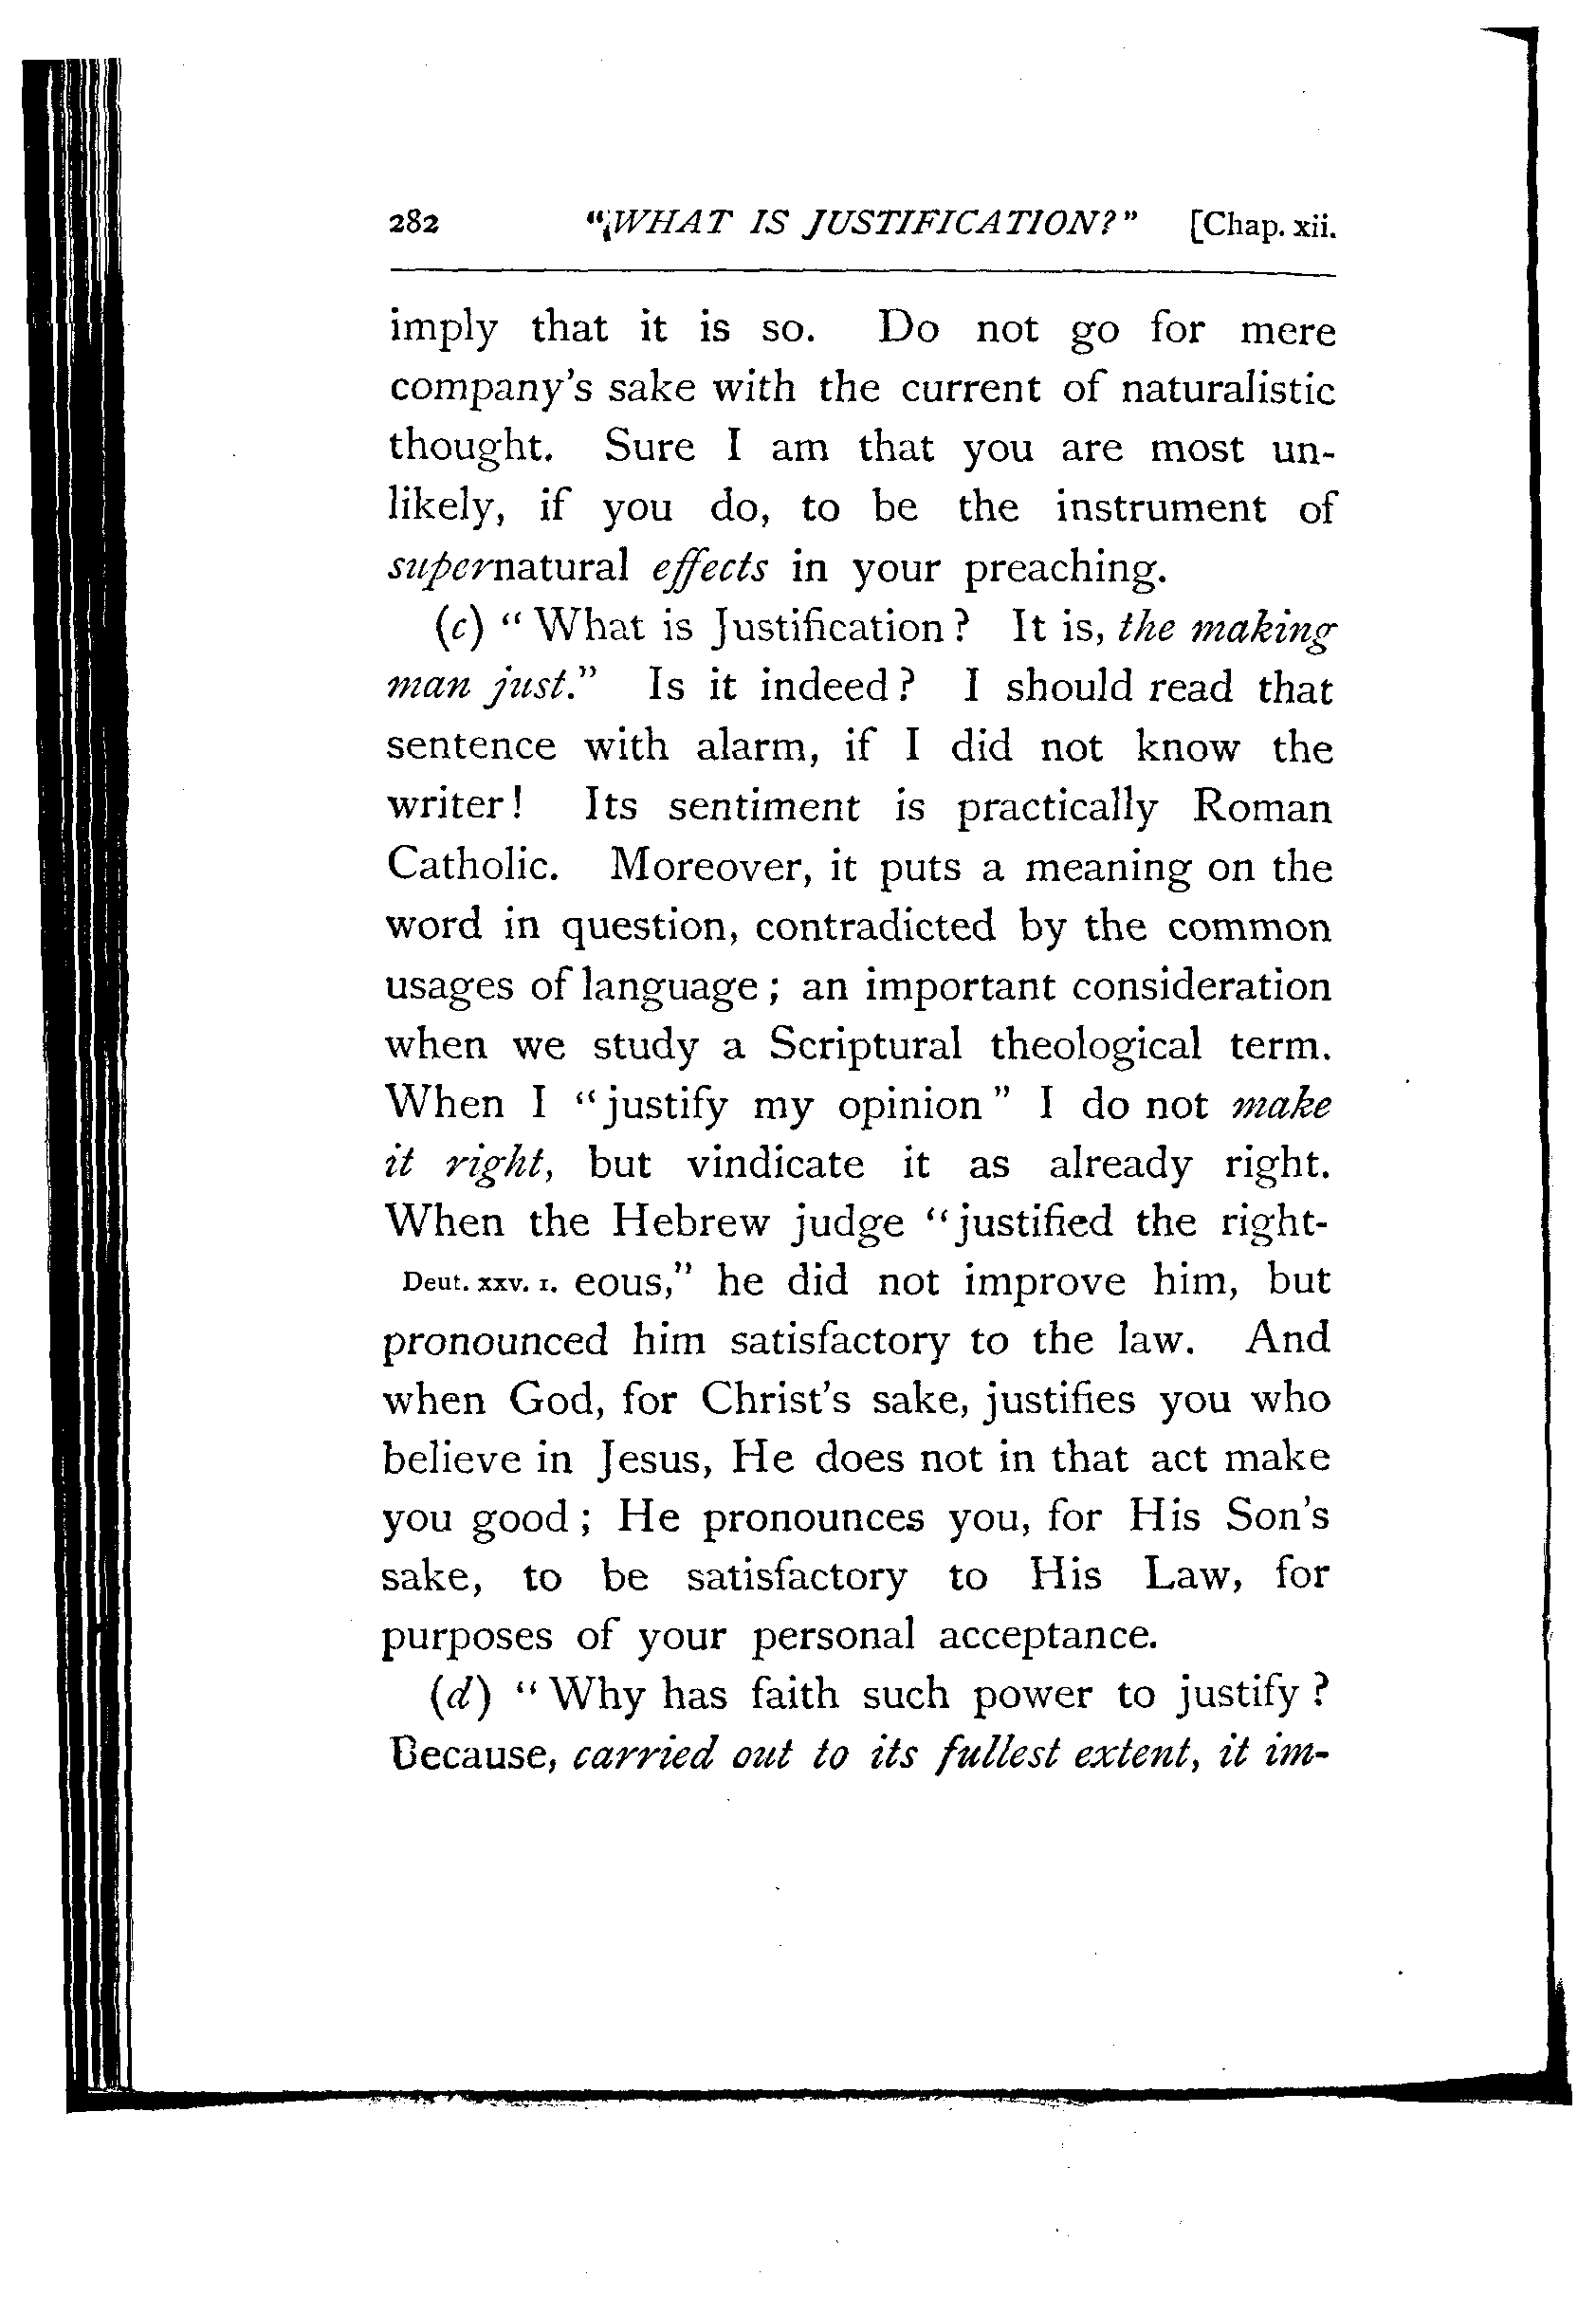 282 "WHAT IS JUSTIFICATION?" [Chap. xii.
imply that it is so. Do not go for mere
company's sake with the current of naturalistic
thought. Sure I am that you are most un-
likely, if you do, to be the instrument of
supernatural effects in your preaching.
(c) "What is Justification? It is, the making
man just." Is it indeed? I should read that
sentence with alarm, if I did not know the
writer! Its sentiment is practically Roman
Catholic. Moreover, it puts a meaning on the
word in question, contradicted by the common
usages of language; an important consideration
when we study a Scriptural theological term.
When I "justify my opinion" I do not make
it right, but vindicate it as already right.
When the Hebrew judge "justified the right-
Deut. xxv. 1. eous," he did not improve him, but
pronounced him satisfactory to the law. And
when God, for Christ's sake, justifies you who
believe in Jesus, He does not in that act make
you good; He pronounces you, for His Son's
sake, to be satisfactory to His Law, for
purposes of your personal acceptance.
(d) "Why has faith such power to justify?
Because, carried out to its fullest extent, it im-